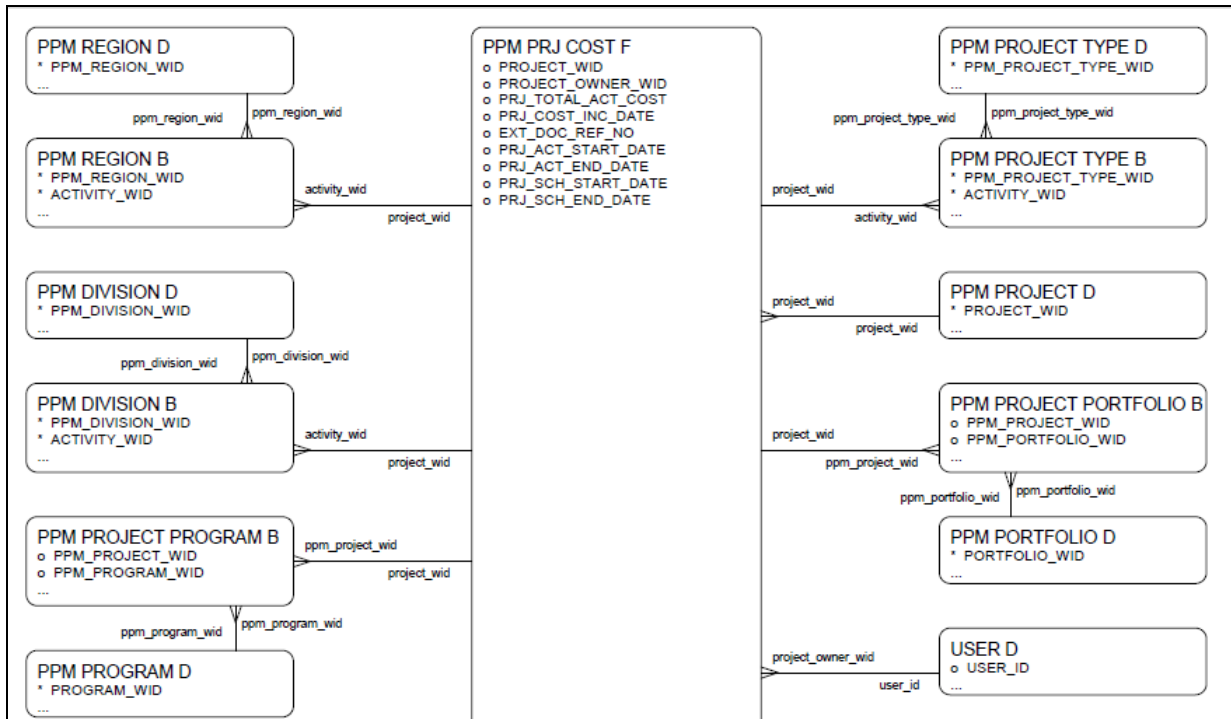 PPM REGION D
* PPM_REGION_WID
...
ppm_region_wid
ppm_region_wid
PPM REGION B
* PPM_REGION_WID
* ACTIVITY_WID
...
activity_wid
project_wid
PPM DIVISION D
* PPM_DIVISION_WID
...
ppm_division_wid
ppm_division_wid
PPM DIVISION B
* PPM_DIVISION_WID
* ACTIVITY_WID
...
activity_wid
project_wid
PPM PROJECT PROGRAM B
o PPM_PROJECT_WID
o PPM_PROGRAM_WID
...
ppm_project_wid
project_wid
ppm_program_wid
ppm_program_wid
PPM PROGRAM D
* PROGRAM_WID
...
PPM PRJ COST F
o PROJECT_WID
o PROJECT_OWNER_WID
o PRJ_TOTAL_ACT_COST
o PRJ_COST_INC_DATE
o EXT_DOC_REF_NO
o PRJ_ACT_START_DATE
o PRJ_ACT_END_DATE
o PRJ_SCH_START_DATE
o PRJ_SCH_END_DATE
PPM PROJECT TYPE D
* PPM_PROJECT_TYPE_WID
...
ppm_project_type_wid
ppm_project_type_wid
PPM PROJECT TYPE B
* PPM_PROJECT_TYPE_WID
* ACTIVITY_WID
...
project_wid
activity_wid
PPM PROJECT D
* PROJECT_WID
...
project_wid
project_wid
PPM PROJECT PORTFOLIO B
o PPM_PROJECT_WID
o PPM_PORTFOLIO_WID
...
project_wid
ppm_project_wid
ppm_portfolio_wid
ppm_portfolio_wid
PPM PORTFOLIO D
* PORTFOLIO_WID
...
USER D
o USER_ID
...
project_owner_wid
user_id